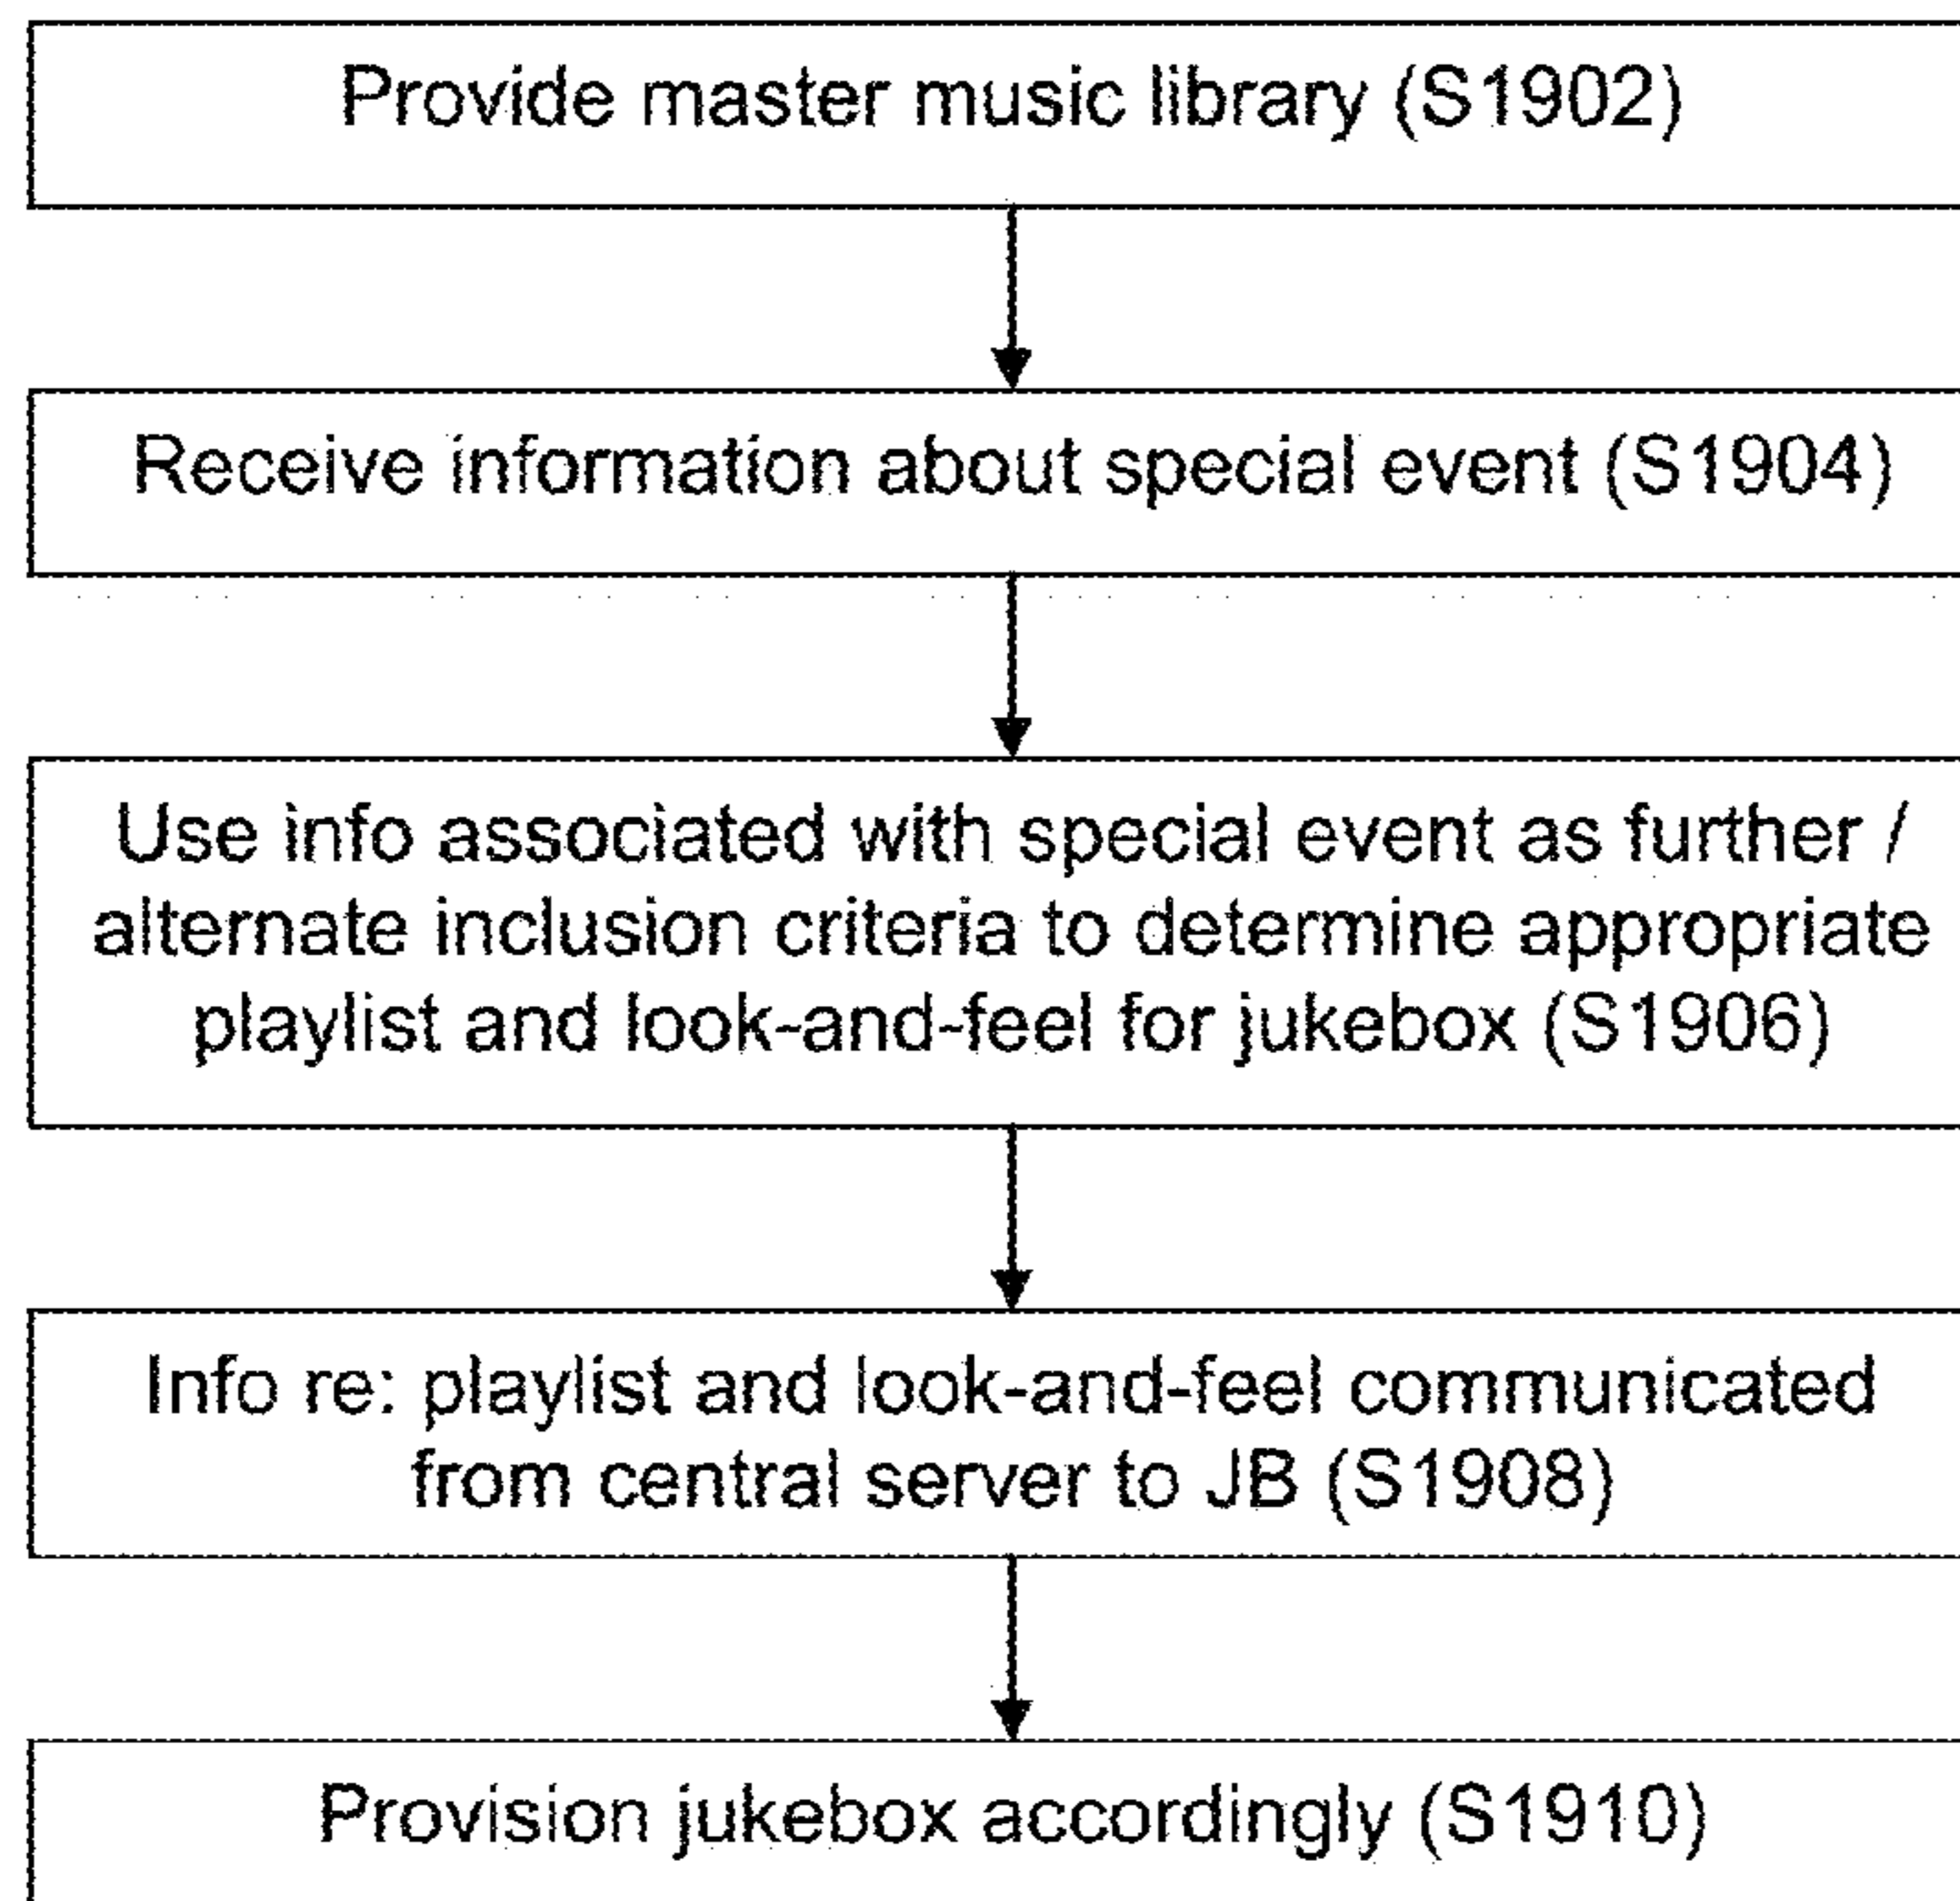 Provide master music library (S1902)
Receive information about special event (S1904)
Use info associated with special event as further /
alternate inclusion criteria to determine appropriate
playlist and look-and-feel for jukebox (S1906)
Info re: playlist and look-and-feel communicated
from central server to JB (S1908)
Provision jukebox accordingly (S1910)